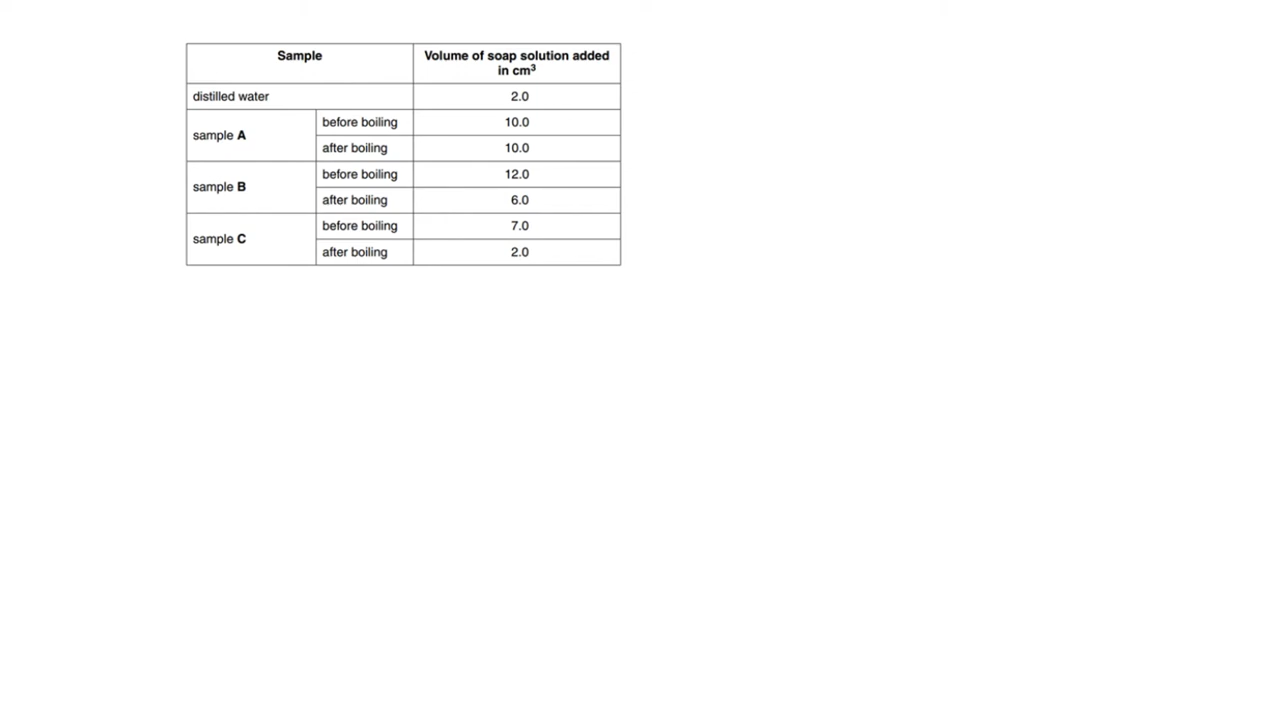 Sample
Volume of soap solution added
in cm³
distilled water
2.0
sample A
before boiling
10.0
after boiling
10.0
sample B
before boiling
12.0
after boiling
6.0
sample C
before boiling
7.0
after boiling
2.0